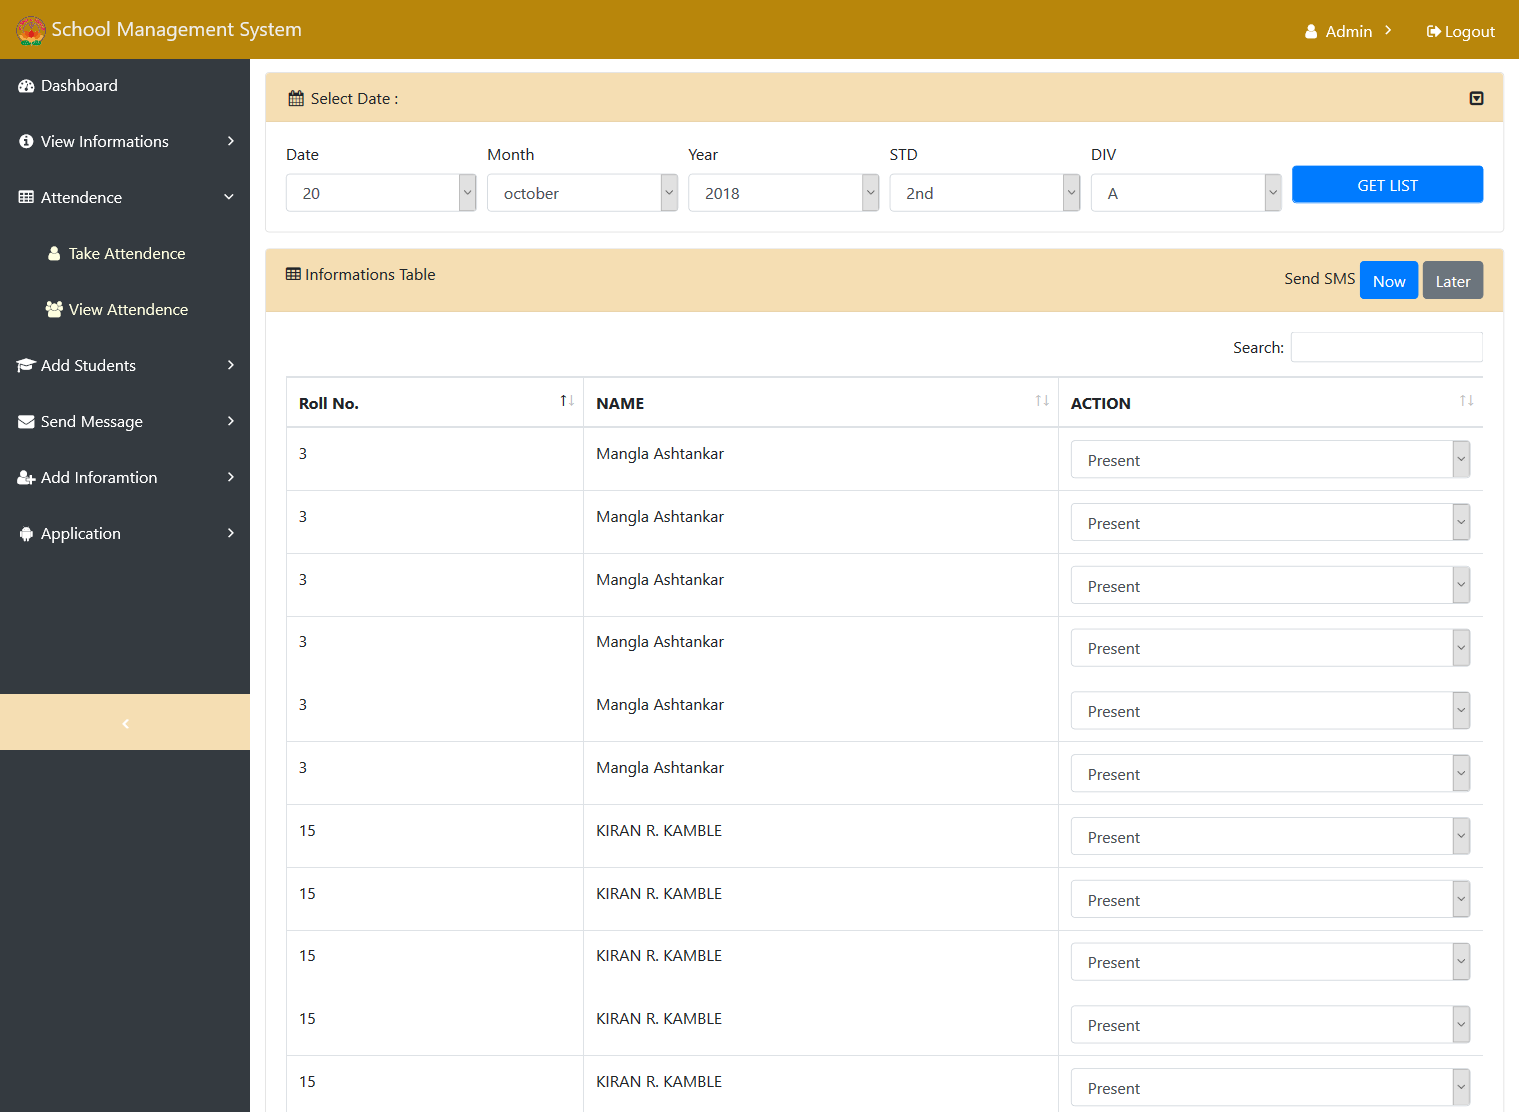 School Management System
Admin
Logout
Dashboard
View Informations
Attendence
Take Attendence
View Attendence
Add Students
Send Message
Add Inforamtion
Application
Select Date :
Date Month Year STD DIV
20 october 2018 2nd A GET LIST
Informations Table Send SMS Now Later
Search:
Roll No. NAME ACTION
3 Mangla Ashtankar Present
3 Mangla Ashtankar Present
3 Mangla Ashtankar Present
3 Mangla Ashtankar Present
3 Mangla Ashtankar Present
3 Mangla Ashtankar Present
15 KIRAN R. KAMBLE Present
15 KIRAN R. KAMBLE Present
15 KIRAN R. KAMBLE Present
15 KIRAN R. KAMBLE Present
15 KIRAN R. KAMBLE Present